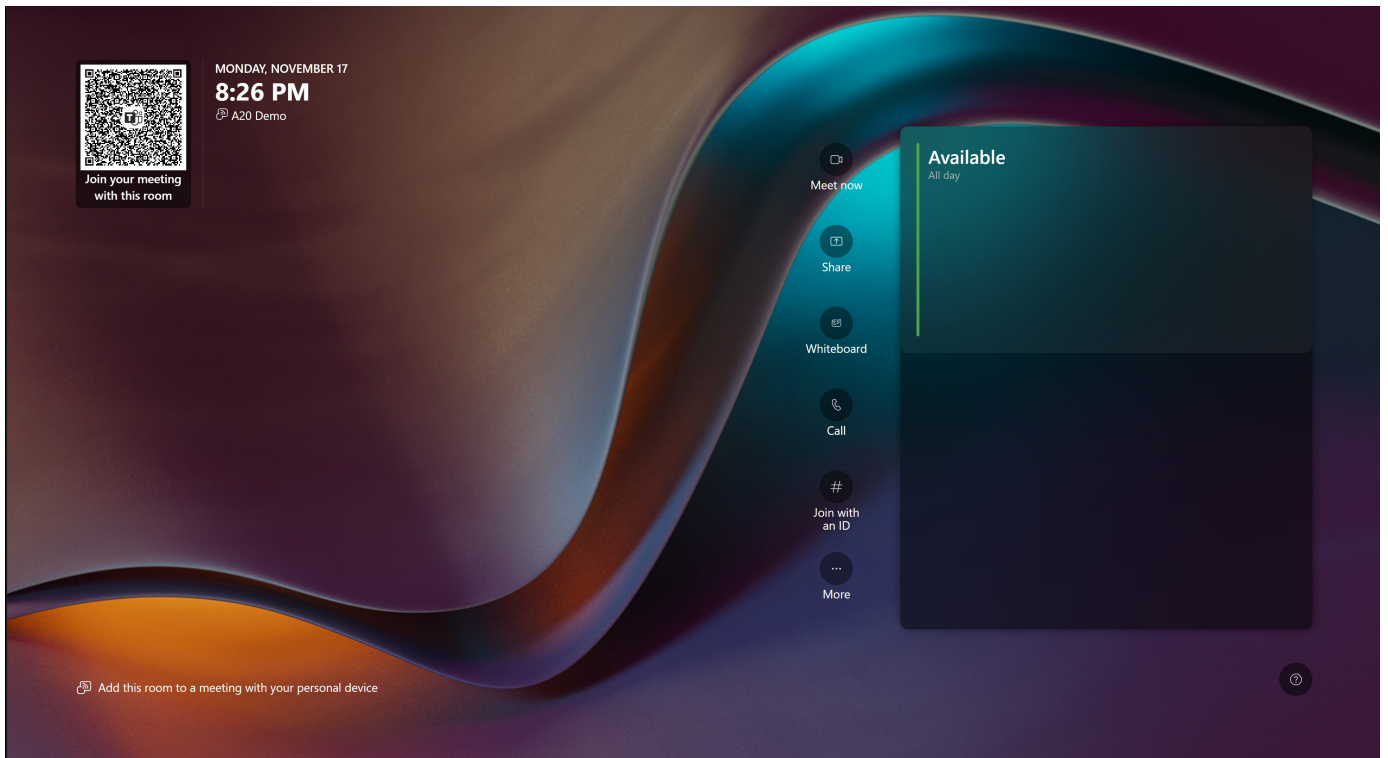 MONDAY, NOVEMBER 17
8:26 PM
A20 Demo
Join your meeting
with this room
Meet now
Share
Whiteboard
Call
Join with
an ID
More
Available
All day
Add this room to a meeting with your personal device